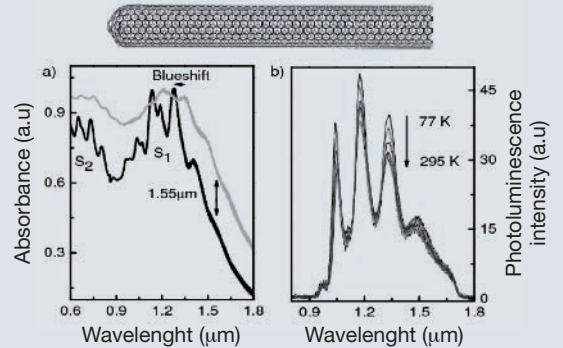 a)
Blueshift
S1
S2
1.55μm
Absorbance (a.u)
0.9
0.6
0.3
0.6 0.9 1.2 1.5 1.8
Wavelenght (μm)
b)
77 K
295 K
45
30
15
0
Photoluminescence
intensity (a.u)
0.9 1.2 1.5 1.8
Wavelenght (μm)